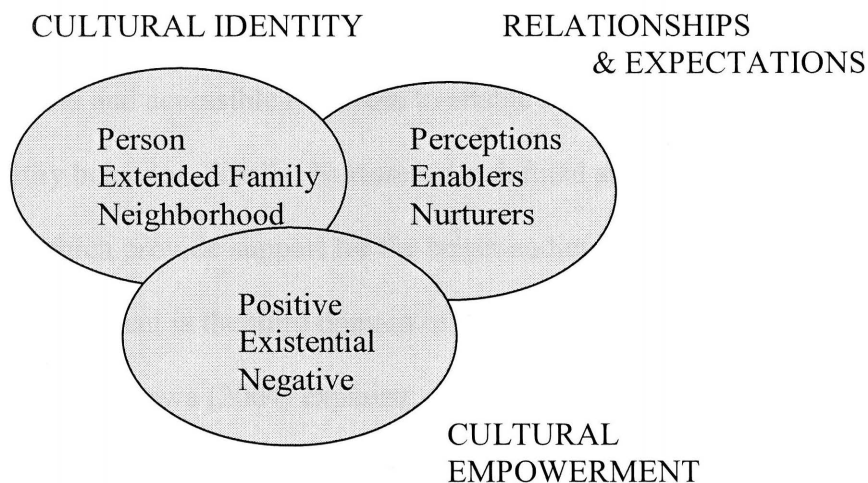 CULTURAL IDENTITY
RELATIONSHIPS
& EXPECTATIONS
Person
Extended Family
Neighborhood
Perceptions
Enablers
Nurturers
Positive
Existential
Negative
CULTURAL
EMPOWERMENT